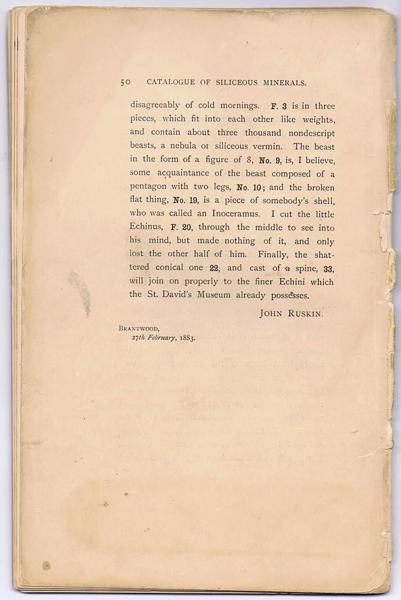 50 CATALOGUE OF SILICEOUS MINERALS.
disagreeably of cold mornings. F. 3 is in three
pieces, which fit into each other like weights,
and contain about three thousand nondescript
beasts, a nebula of siliceous vermin. The beast
in the form of a figure of 8, No. 9, is, I believe,
some acquaintance of the beast composed of a
pentagon with two legs, No. 10; and the broken
flat thing, No. 19, is a piece of somebody's shell,
who was called an Inoceramus. I cut the little
Echinus, F. 20, through the middle to see into
his mind, but made nothing of it, and only
lost the other half of him. Finally, the shat-
tered conical one 22, and cast of a spine, 33,
will join on properly to the finer Echini which
the St. David's Museum already possesses.
JOHN RUSKIN.
BRANTWOOD,
27th February, 1883.